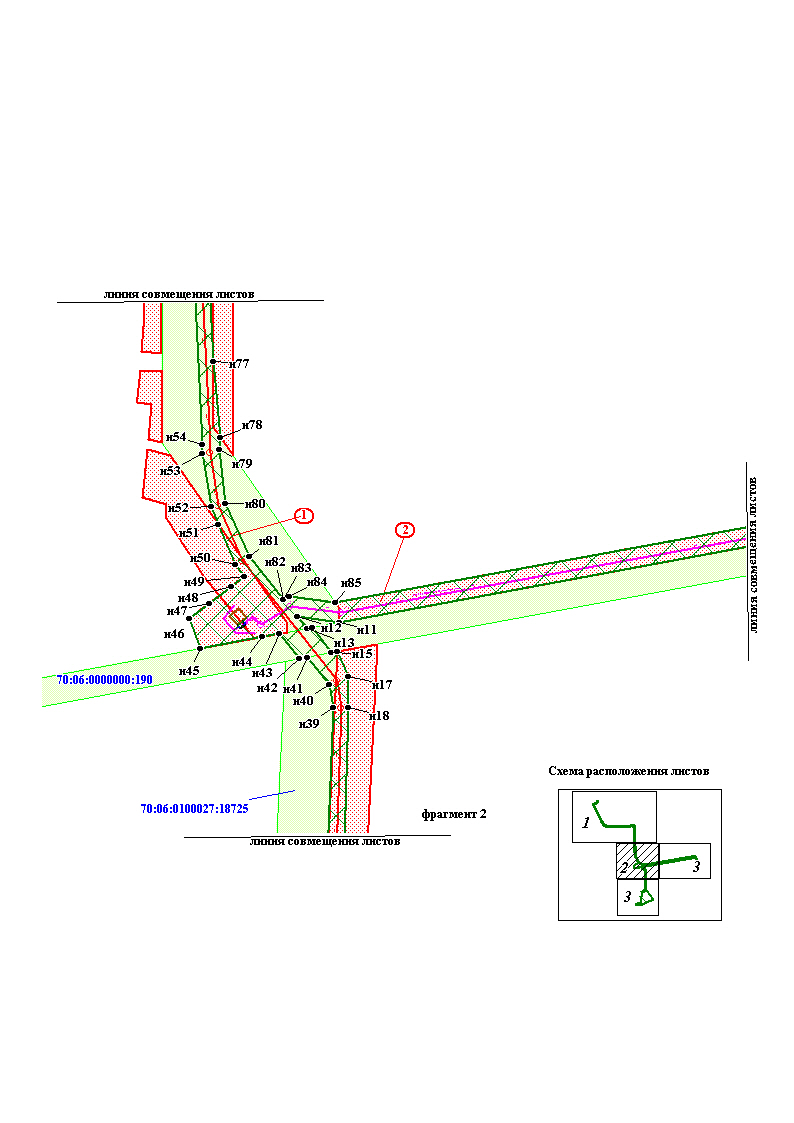 линия совмещения листов
н77
н78
н54
н79
н53
н52
н80
1
н51
2
линия совмещения листов
н81
н50
н82
н83
н49
н84
н85
н48
н47
н12
н11
н46
н13
н44
н43
н15
н45
н42
н41
70:06:0000000:190
н17
н40
н39
н18
70:06:0100027:18725
фрагмент 2
линия совмещения листов
Схема расположения листов
1
2
3
3